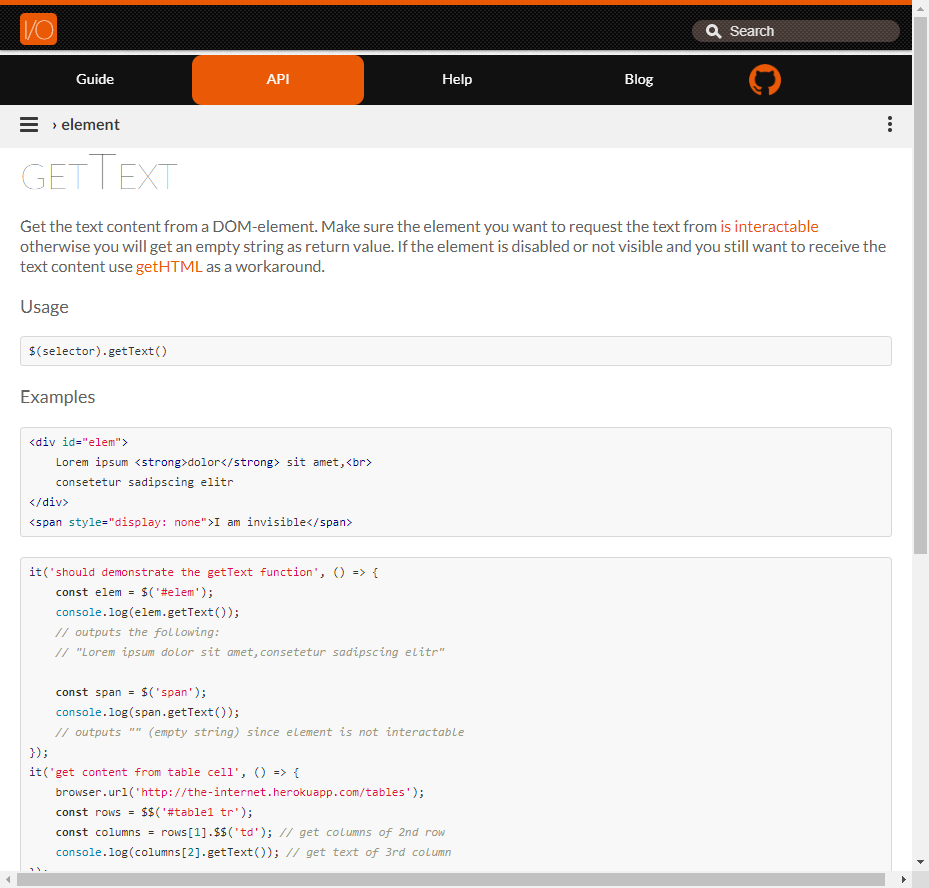 I/O
Search
Guide
API
Help
Blog
› element
getText
Get the text content from a DOM-element. Make sure the element you want to request the text from is interactable
otherwise you will get an empty string as return value. If the element is disabled or not visible and you still want to receive the
text content use getHTML as a workaround.
Usage
$(selector).getText()
Examples
<div id="elem">
    Lorem ipsum <strong>dolor</strong> sit amet,<br>
    consetetur sadipscing elitr
</div>
<span style="display: none">I am invisible</span>
it('should demonstrate the getText function', () => {
    const elem = $('#elem');
    console.log(elem.getText());
    // outputs the following:
    // "Lorem ipsum dolor sit amet,consetetur sadipscing elitr"
    const span = $('span');
    console.log(span.getText());
    // outputs "" (empty string) since element is not interactable
});
it('get content from table cell', () => {
    browser.url('http://the-internet.herokuapp.com/tables');
    const rows = $$('#table1 tr');
    const columns = rows[1].$$('td'); // get columns of 2nd row
    console.log(columns[2].getText()); // get text of 3rd column